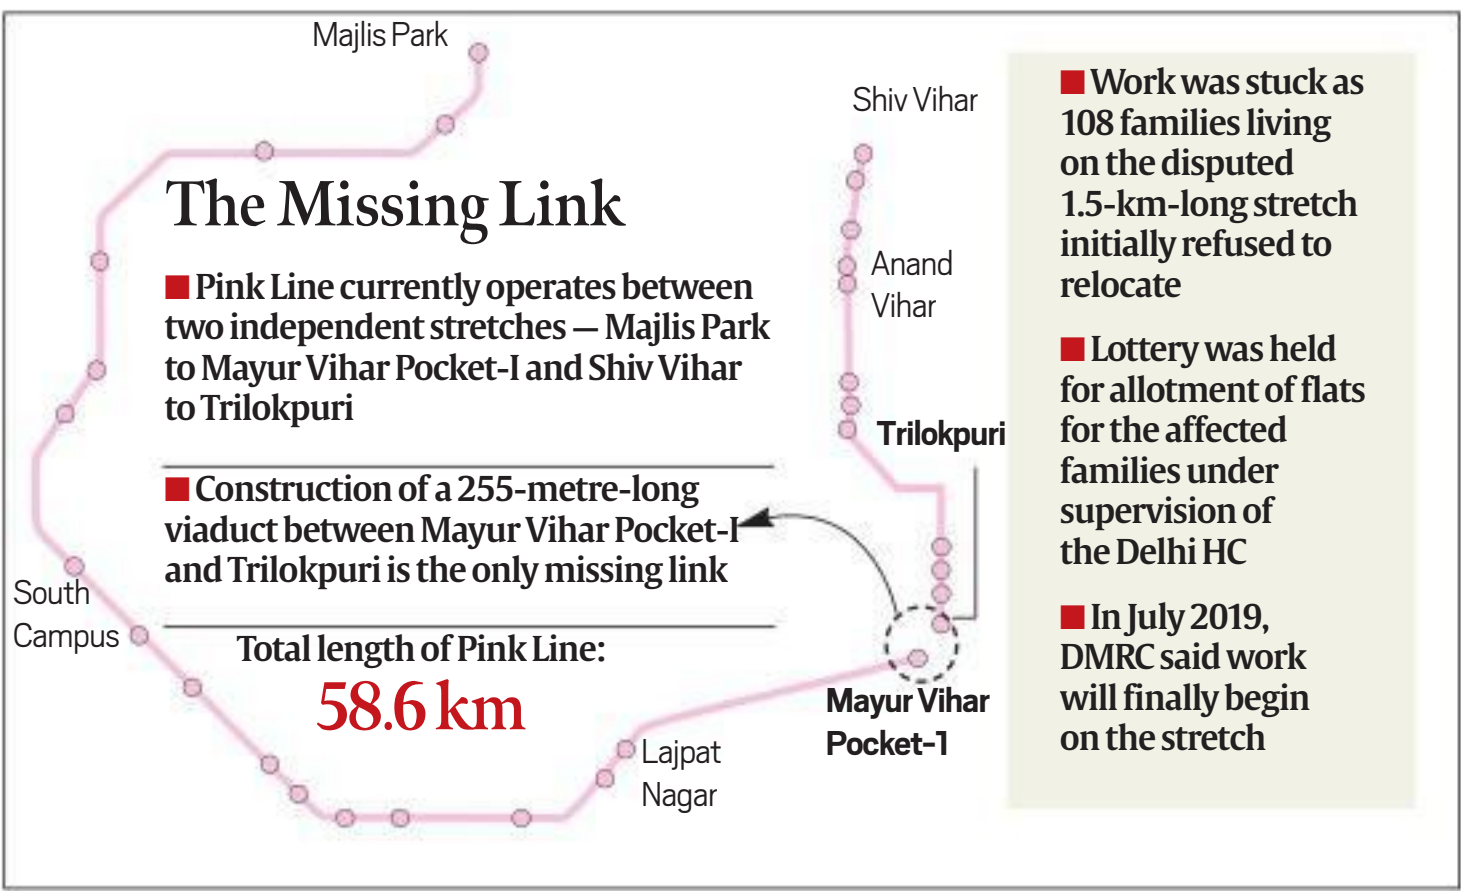 Majlis Park
Shiv Vihar
The Missing Link
■ Pink Line currently operates between
two independent stretches — Majlis Park
to Mayur Vihar Pocket-I and Shiv Vihar
to Trilokpuri
Anand
Vihar
Trilokpuri
■ Construction of a 255-metre-long
viaduct between Mayur Vihar Pocket-I
and Trilokpuri is the only missing link
South
Campus
Total length of Pink Line:
58.6 km
Mayur Vihar
Pocket-1
Lajpat
Nagar
■ Work was stuck as
108 families living
on the disputed
1.5-km-long stretch
initially refused to
relocate
■ Lottery was held
for allotment of flats
for the affected
families under
supervision of
the Delhi HC
■ In July 2019,
DMRC said work
will finally begin
on the stretch